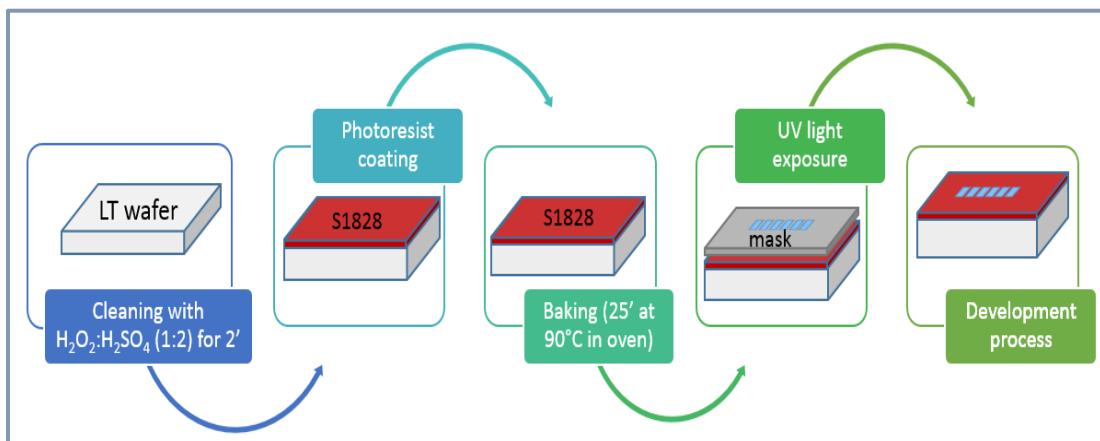 LT wafer
Cleaning with
H₂O₂:H₂SO₄ (1:2) for 2′
Photoresist
coating
S1828
S1828
Baking (25′ at
90°C in oven)
UV light
exposure
mask
Development
process